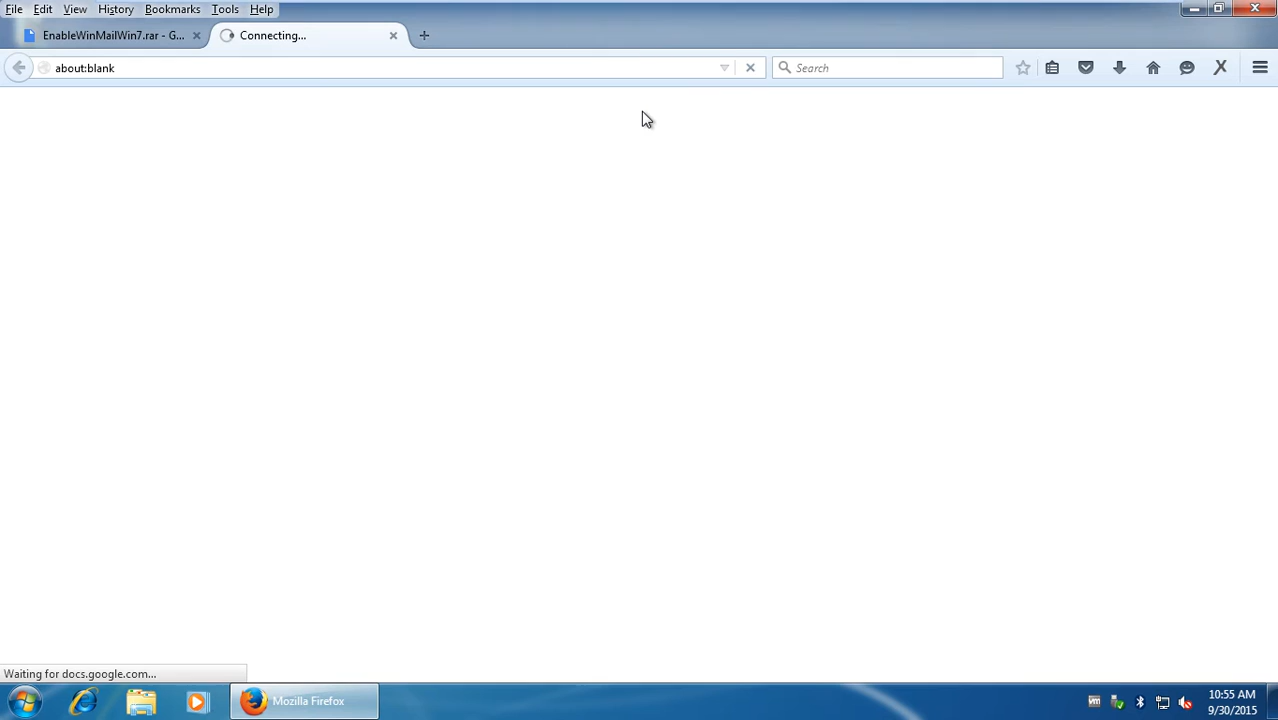 File Edit View History Bookmarks Tools Help
EnableWinMailWin7.rar - G... Connecting...
about:blank Search
Waiting for docs.google.com...
Mozilla Firefox
vm
10:55 AM
9/30/2015